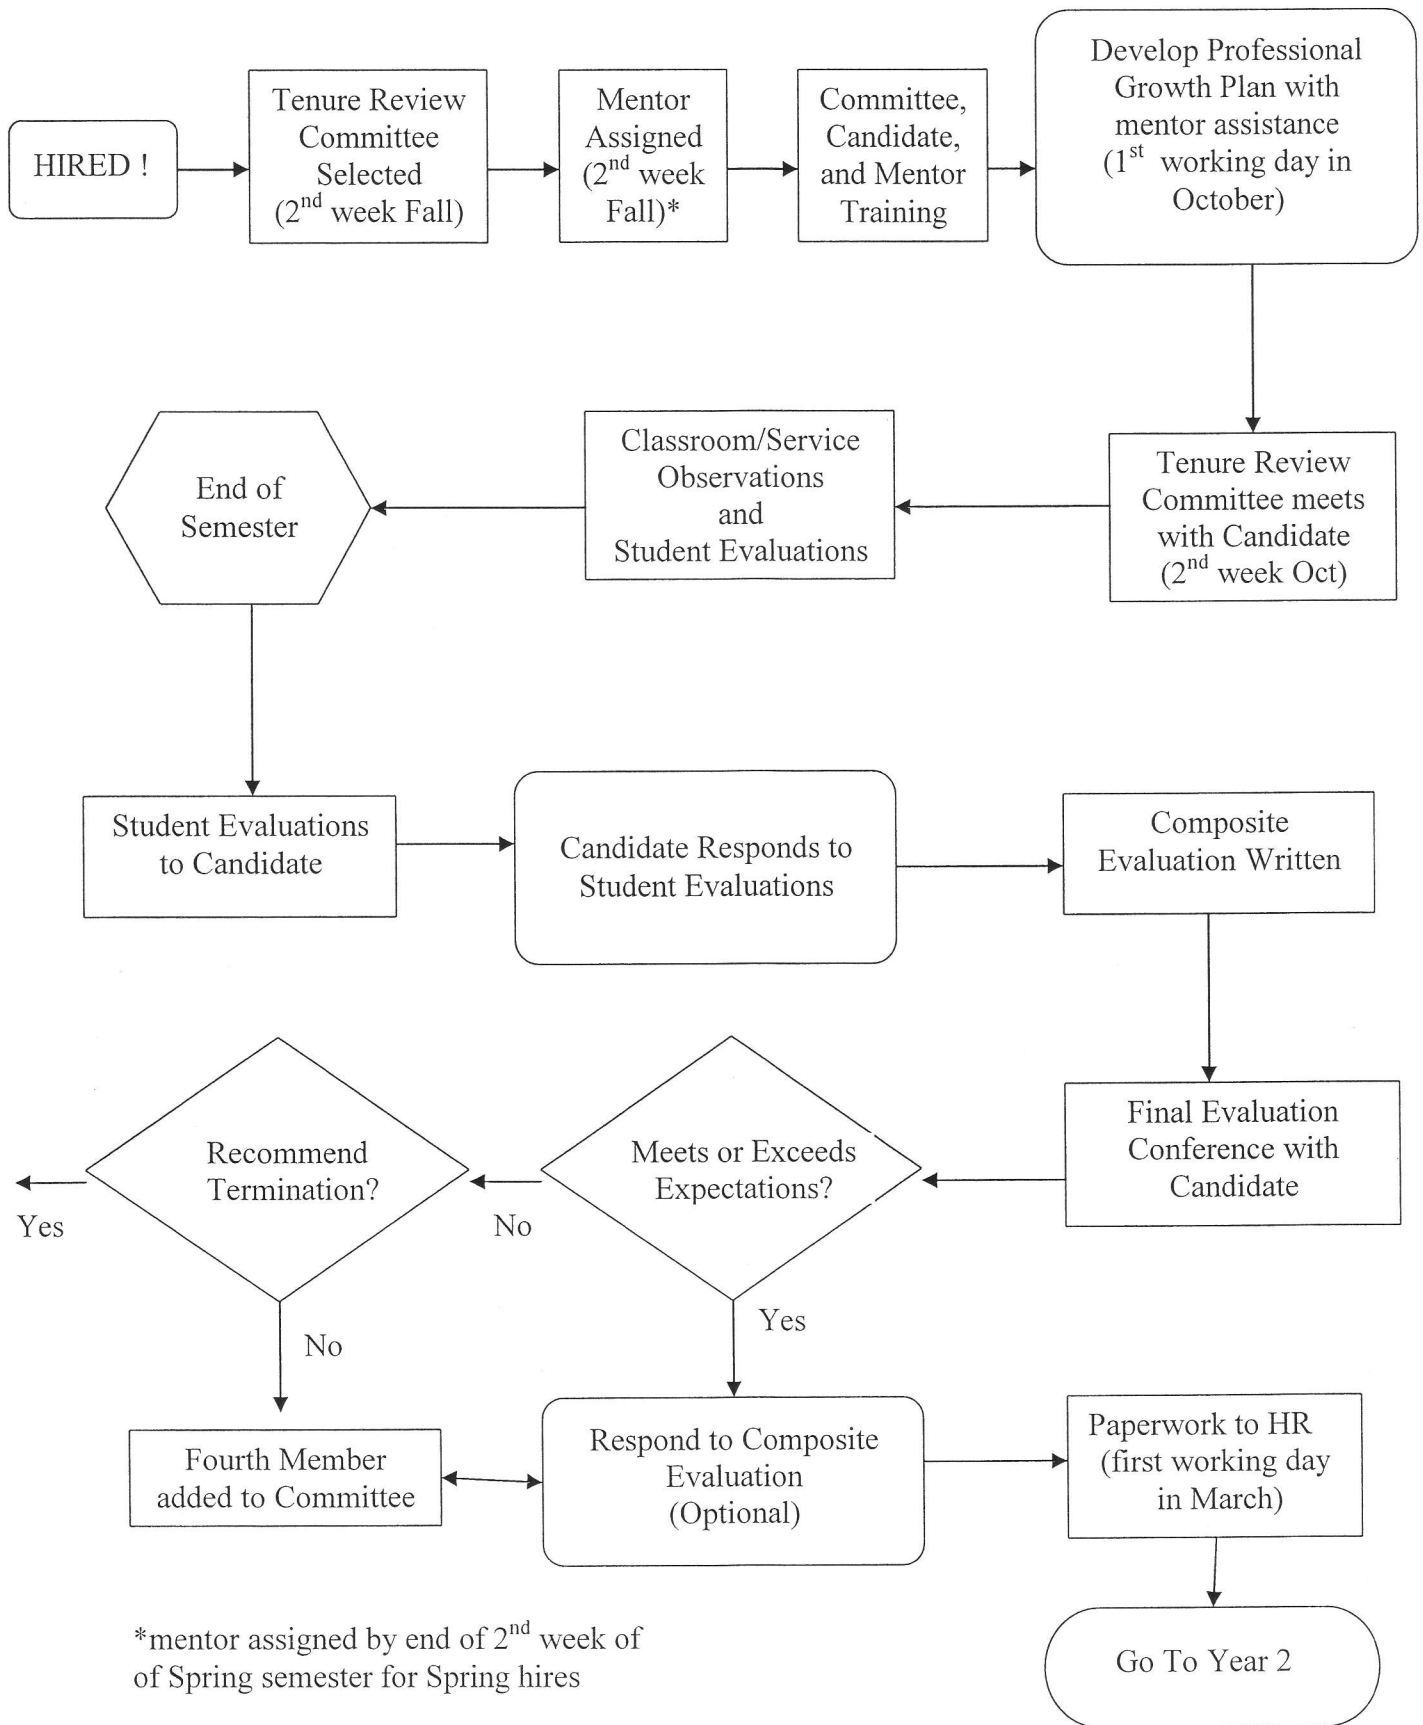 HIRED !
Tenure Review
Committee
Selected
(2nd week Fall)
Mentor
Assigned
(2nd week
Fall)*
Committee,
Candidate,
and Mentor
Training
Develop Professional
Growth Plan with
mentor assistance
(1st working day in
October)
Tenure Review
Committee meets
with Candidate
(2nd week Oct)
Classroom/Service
Observations
and
Student Evaluations
End of
Semester
Student Evaluations
to Candidate
Candidate Responds to
Student Evaluations
Composite
Evaluation Written
Final Evaluation
Conference with
Candidate
Meets or Exceeds
Expectations?
No
Recommend
Termination?
Yes
No
Yes
Fourth Member
added to Committee
Respond to Composite
Evaluation
(Optional)
Paperwork to HR
(first working day
in March)
Go To Year 2
*mentor assigned by end of 2nd week of
of Spring semester for Spring hires